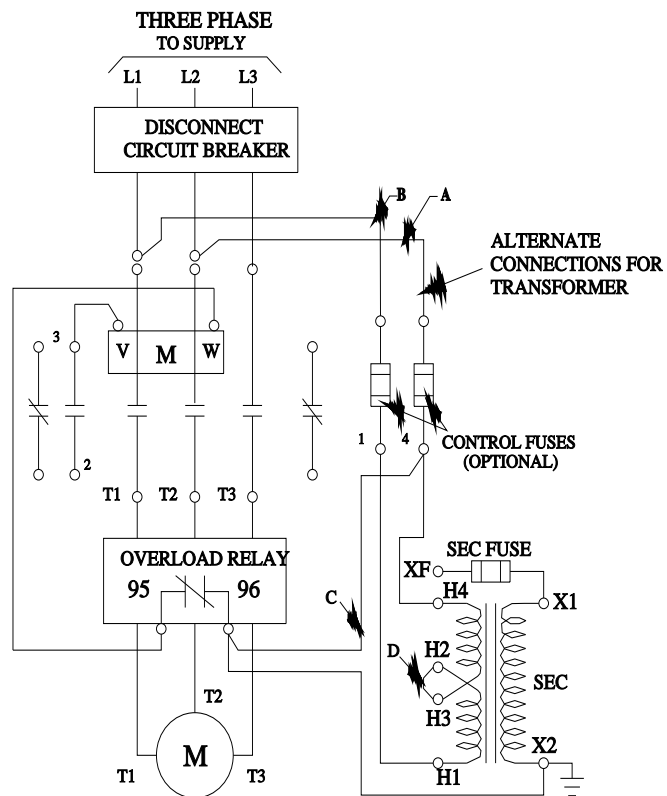 THREE PHASE
TO SUPPLY
L1 L2 L3
DISCONNECT
CIRCUIT BREAKER
B A
ALTERNATE
CONNECTIONS FOR
TRANSFORMER
3 V M W
2
1 4 CONTROL FUSES
(OPTIONAL)
T1 T2 T3
OVERLOAD RELAY
95 96
SEC FUSE
XF
H4 X1
C
D H2
SEC
H3
T2
M
X2
H1
T1 T3